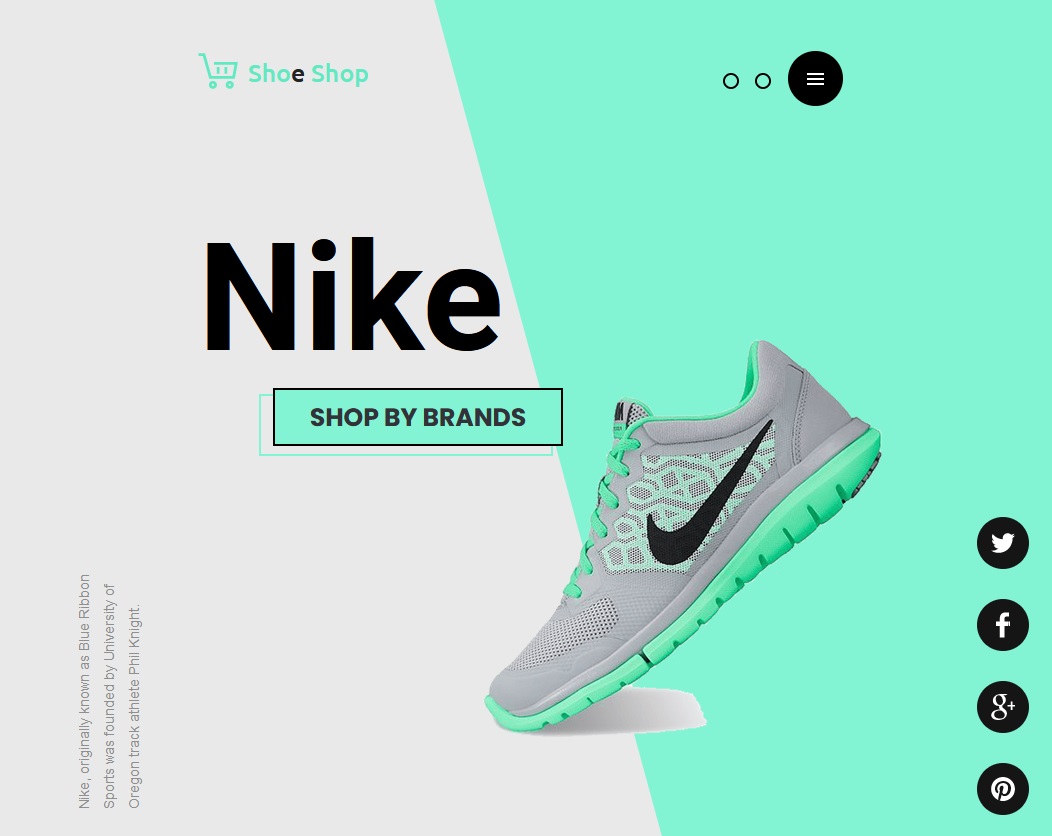 Shoe Shop
Nike
SHOP BY BRANDS
Nike, originally known as Blue Ribbon
Sports was founded by University of
Oregon track athlete Phil Knight.